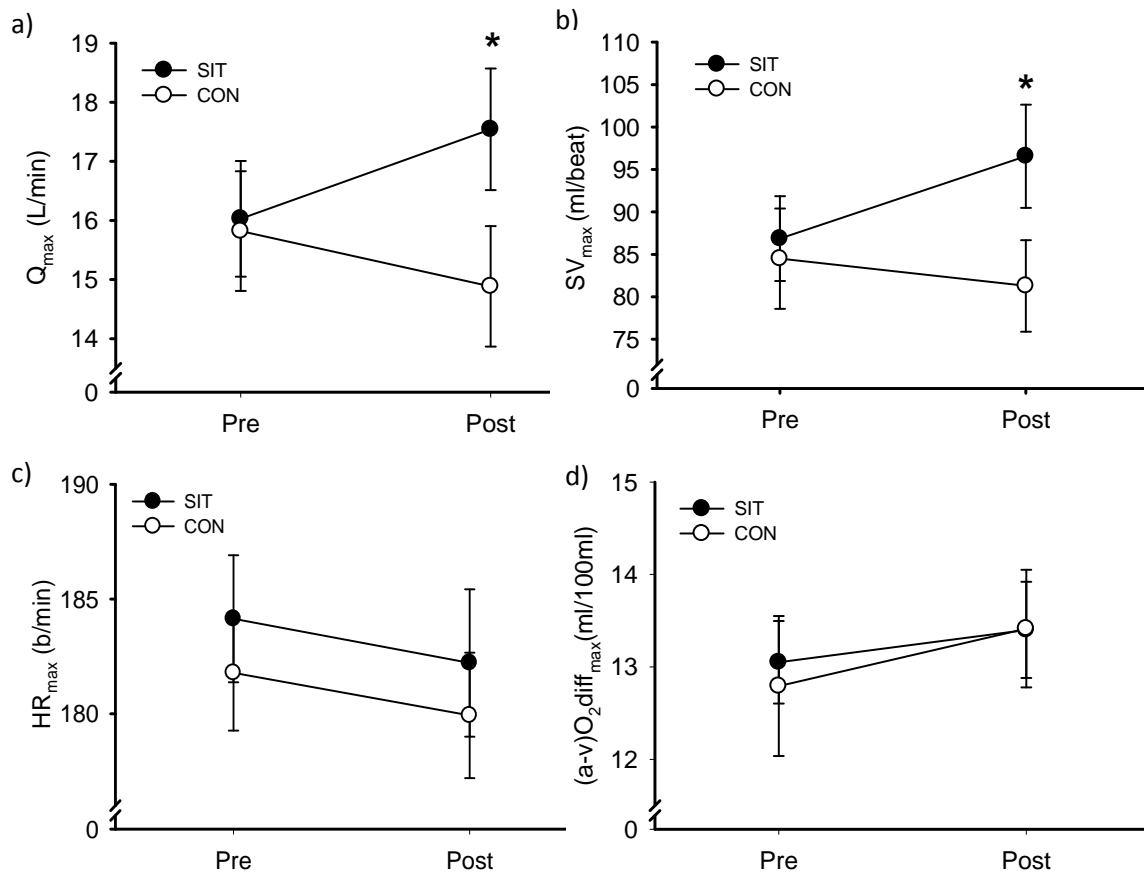 a)
19
18
17
16
15
14
0
Q_max (L/min)
SIT
CON
*
Pre
Post
b)
110
105
100
95
90
85
80
75
0
SV_max (ml/beat)
SIT
CON
*
Pre
Post
c)
190
185
180
0
HR_max (b/min)
SIT
CON
Pre
Post
d)
15
14
13
12
0
(a-v)O₂diff_max(ml/100ml)
SIT
CON
Pre
Post